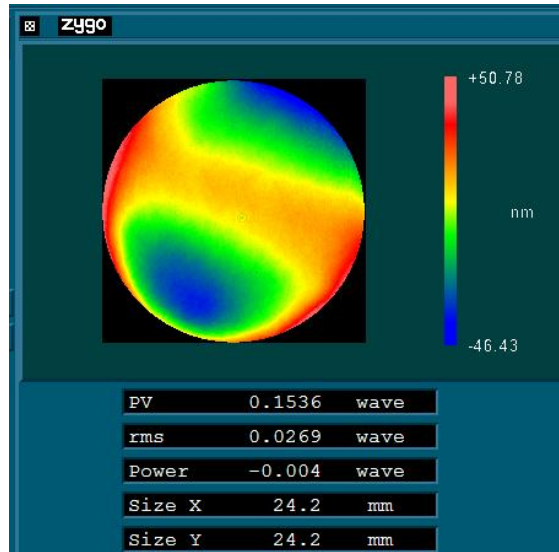 zygo
+50.78
nm
-46.43
PV 0.1536 wave
rms 0.0269 wave
Power -0.004 wave
Size X 24.2 mm
Size Y 24.2 mm